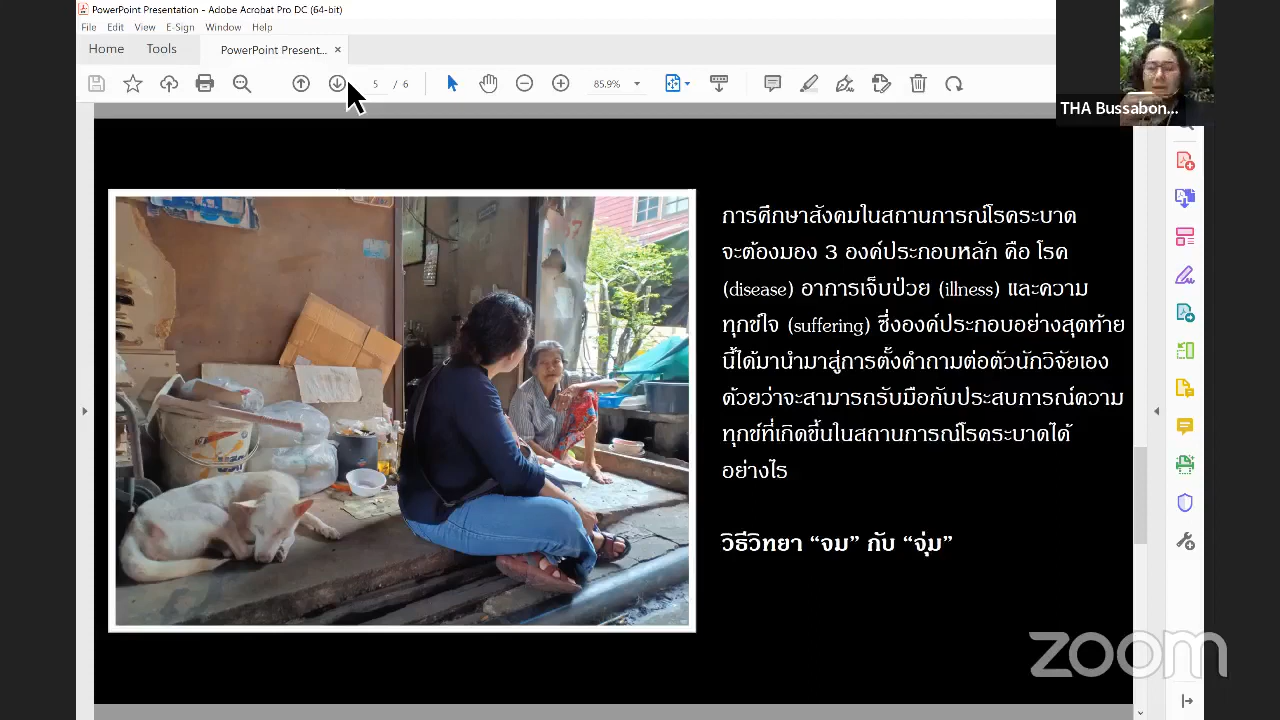 PowerPoint Presentation - Adobe Acrobat Pro DC (64-bit)
File Edit View E-Sign Window Help
Home Tools PowerPoint Present... ×
5 / 6 85.9%
THA Bussabon...
การศึกษาสังคมในสถานการณ์โรคระบาด
จะต้องมอง 3 องค์ประกอบหลัก คือ โรค
(disease) อาการเจ็บป่วย (illness) และความ
ทุกข์ใจ (suffering) ซึ่งองค์ประกอบอย่างสุดท้าย
นี้ได้มานำมาสู่การตั้งคำถามต่อตัวนักวิจัยเอง
ด้วยว่าจะสามารถรับมือกับประสบการณ์ความ
ทุกข์ที่เกิดขึ้นในสถานการณ์โรคระบาดได้
อย่างไร
วิธีวิทยา “จม” กับ “จุ่ม”
zoom